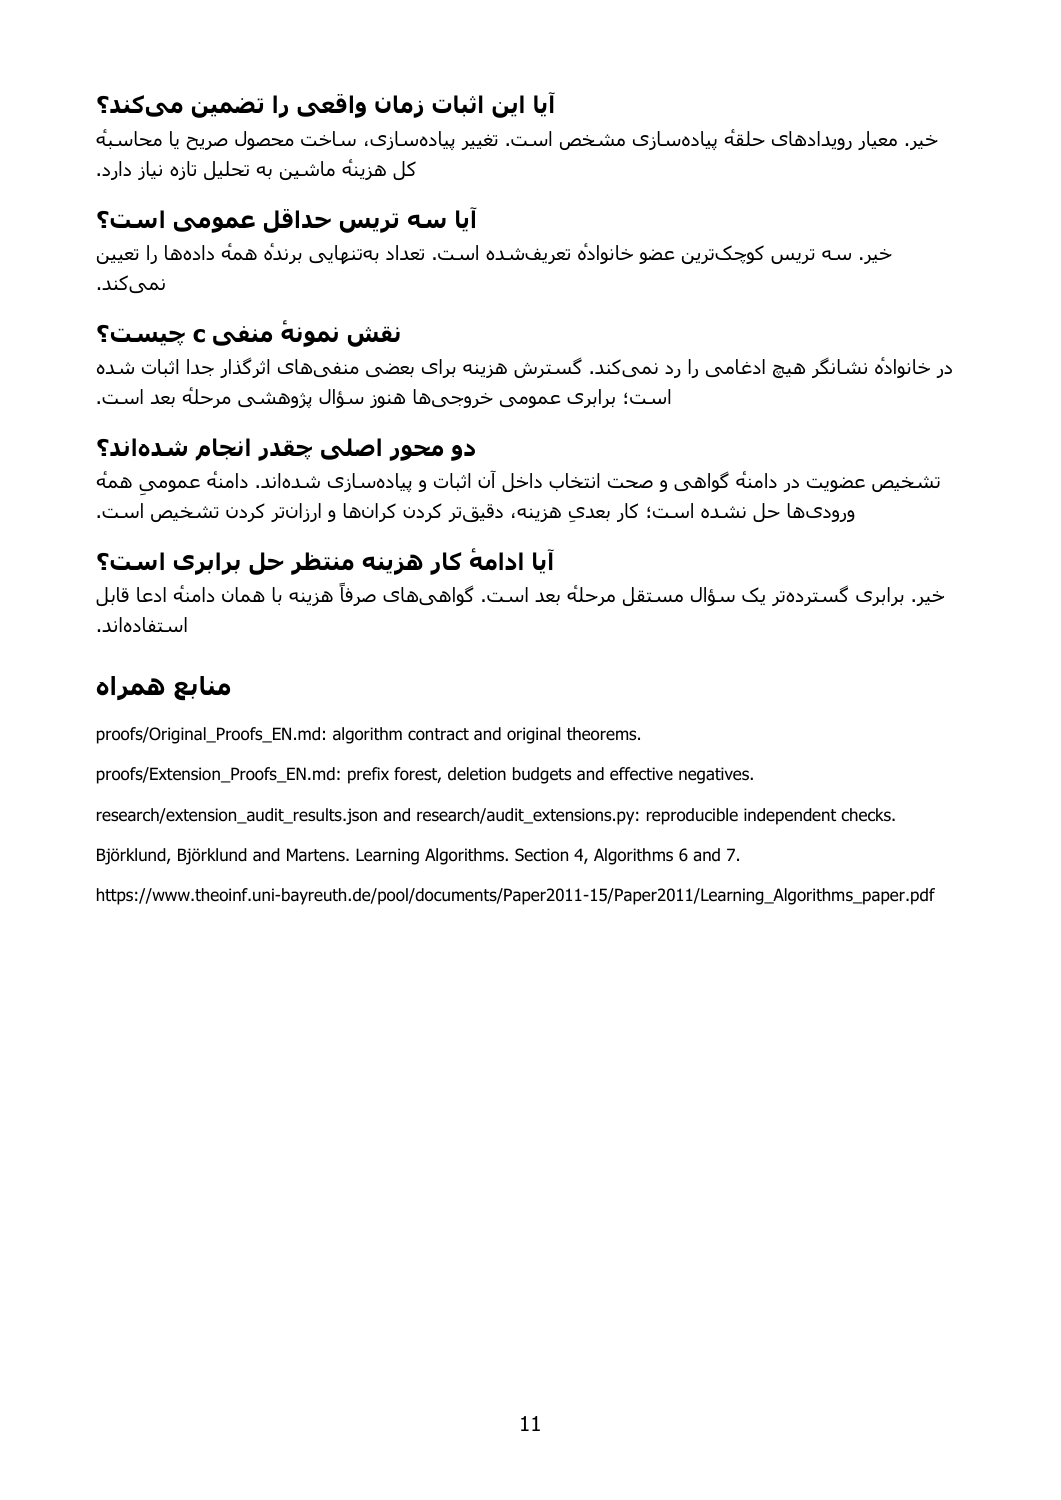 آیا این اثبات زمان واقعی را تضمین می‌کند؟
خیر. معیار رویدادهای حلقهٔ پیاده‌سازی مشخص است. تغییر پیاده‌سازی، ساخت محصول صریح یا محاسبهٔ
کل هزینهٔ ماشین به تحلیل تازه نیاز دارد.
آیا سه تریس حداقل عمومی است؟
خیر. سه تریس کوچک‌ترین عضو خانوادهٔ تعریف‌شده است. تعداد به‌تنهایی برندهٔ همهٔ داده‌ها را تعیین
نمی‌کند.
نقش نمونهٔ منفی c چیست؟
در خانوادهٔ نشانگر هیچ ادغامی را رد نمی‌کند. گسترش هزینه برای بعضی منفی‌های اثرگذار جدا اثبات شده
است؛ برابری عمومی خروجی‌ها هنوز سؤال پژوهشی مرحلهٔ بعد است.
دو محور اصلی چقدر انجام شده‌اند؟
تشخیص عضویت در دامنهٔ گواهی و صحت انتخاب داخل آن اثبات و پیاده‌سازی شده‌اند. دامنهٔ عمومیِ همهٔ
ورودی‌ها حل نشده است؛ کار بعدیِ هزینه، دقیق‌تر کردن کران‌ها و ارزان‌تر کردن تشخیص است.
آیا ادامهٔ کار هزینه منتظر حل برابری است؟
خیر. برابری گسترده‌تر یک سؤال مستقل مرحلهٔ بعد است. گواهی‌های صرفاً هزینه با همان دامنهٔ ادعا قابل
استفاده‌اند.
منابع همراه
proofs/Original_Proofs_EN.md: algorithm contract and original theorems.
proofs/Extension_Proofs_EN.md: prefix forest, deletion budgets and effective negatives.
research/extension_audit_results.json and research/audit_extensions.py: reproducible independent checks.
Björklund, Björklund and Martens. Learning Algorithms. Section 4, Algorithms 6 and 7.
https://www.theoinf.uni-bayreuth.de/pool/documents/Paper2011-15/Paper2011/Learning_Algorithms_paper.pdf
11